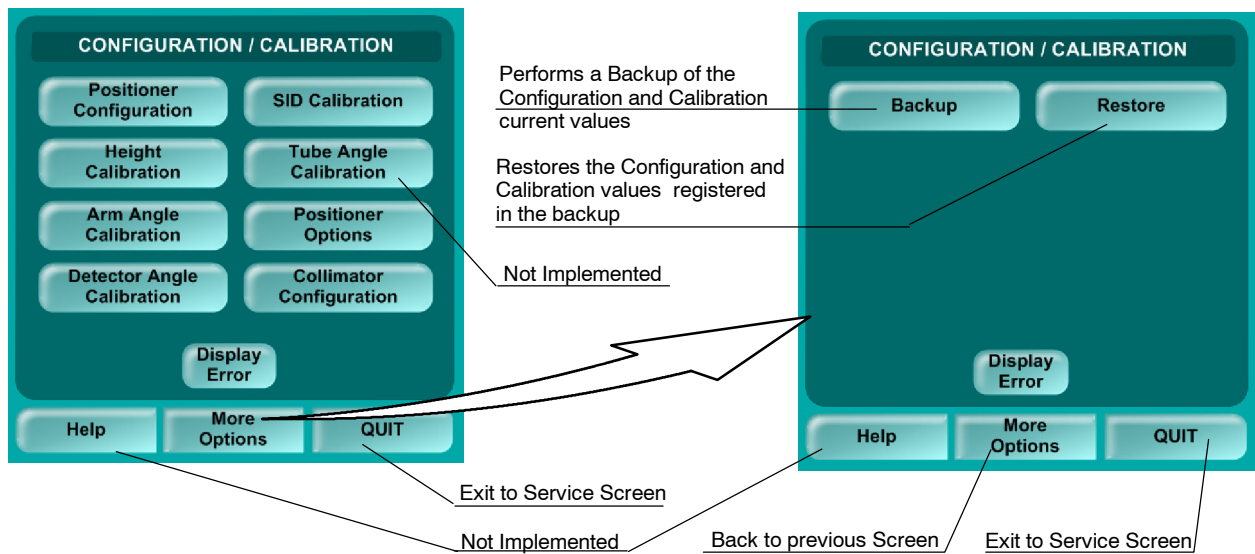 CONFIGURATION / CALIBRATION
Positioner
Configuration
SID Calibration
Height
Calibration
Tube Angle
Calibration
Arm Angle
Calibration
Positioner
Options
Detector Angle
Calibration
Collimator
Configuration
Display
Error
Help
More
Options
QUIT
Performs a Backup of the
Configuration and Calibration
current values
Restores the Configuration and
Calibration values registered
in the backup
Not Implemented
Exit to Service Screen
Not Implemented
CONFIGURATION / CALIBRATION
Backup
Restore
Display
Error
Help
More
Options
QUIT
Back to previous Screen
Exit to Service Screen